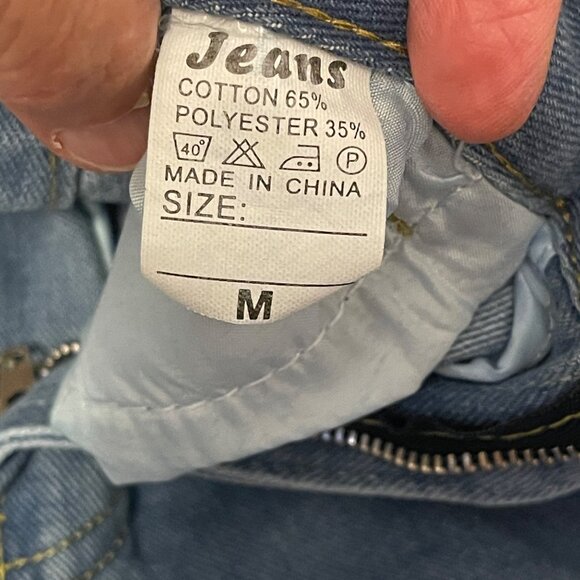 Jeans
COTTON 65%
POLYESTER 35%
40° P
MADE IN CHINA
SIZE:
M